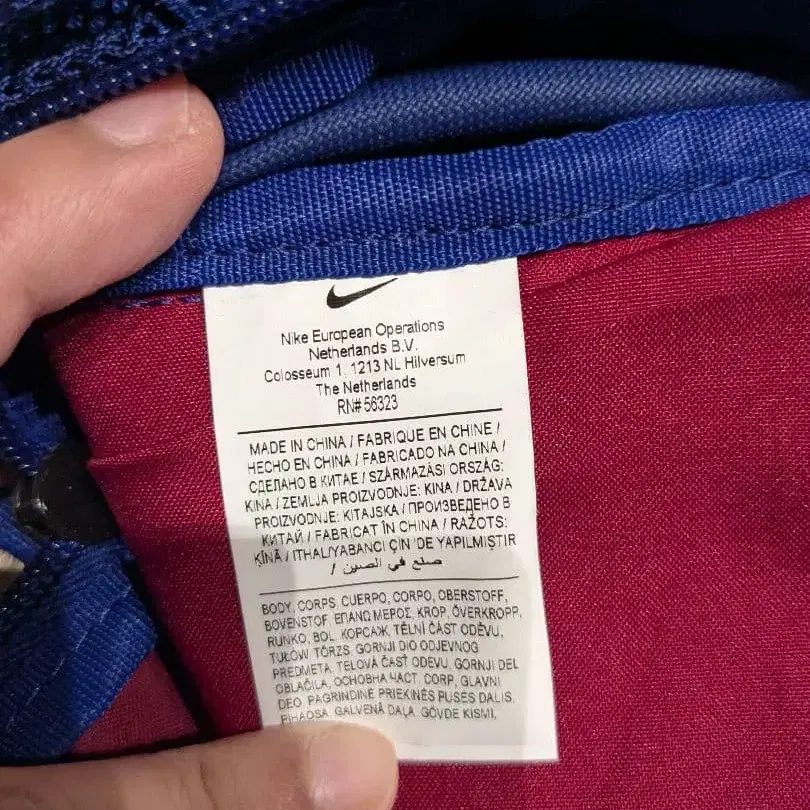 Nike European Operations
Netherlands B.V.
Colosseum 1, 1213 NL Hilversum
The Netherlands
RN# 56323
MADE IN CHINA / FABRIQUE EN CHINE /
HECHO EN CHINA / FABRICADO NA CHINA /
СДЕЛАНО В КИТАЕ / SZÁRMAZÁSI ORSZÁG:
KINA / ZEMLJA PROIZVODNJE: KINA / DRŽAVA
PROIZVODNJE: KITAJSKA / ПРОИЗВЕДЕНО В
КИТАЙ / FABRICAT ÎN CHINA / RAŽOTS:
ĶĪNĀ / ITHAL/YABANCI ÇIN 'DE YAPILMIŞTIR
/ صنع في الصين
BODY, CORPS, CUERPO, CORPO, OBERSTOFF,
BOVENSTOF, ΕΠΑΝΩ ΜΕΡΟΣ, KROP, ÖVERKROPP,
RUNKO, BOL, КОРСАЖ, TĚLNÍ ČÁST ODĚVU,
TUŁÓW, TÖRZS, GORNJI DIO ODJEVNOG
PREDMETA, TELOVÁ ČASŤ ODEVU, GORNJI DEL
OBLAČILA, ОСНОВНА ЧАСТ, CORP, GLAVNI
DEO, PAGRINDINĖ PRIEKINĖS PUSĖS DALIS,
PIHAOSA, GALVENĀ DAĻA, GÖVDE KISMI,